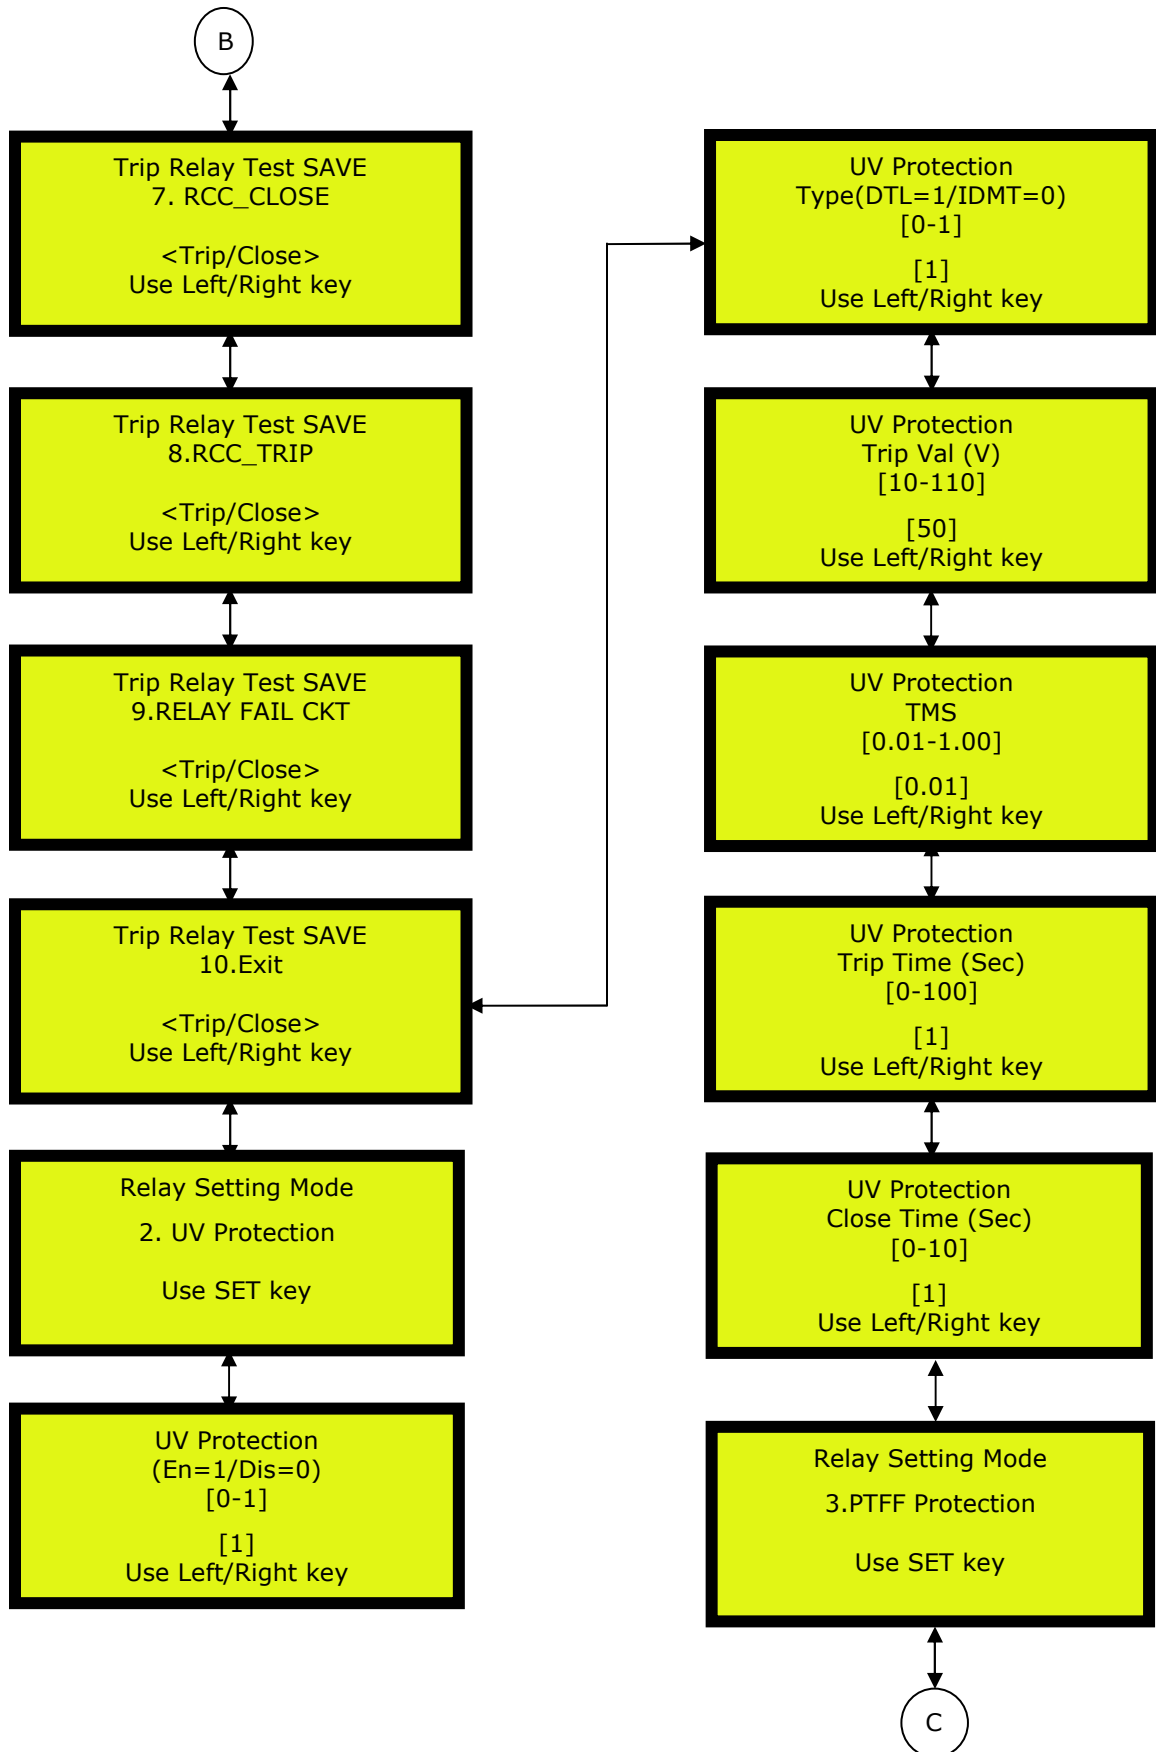 B
Trip Relay Test SAVE
7. RCC_CLOSE
<Trip/Close>
Use Left/Right key
Trip Relay Test SAVE
8.RCC_TRIP
<Trip/Close>
Use Left/Right key
Trip Relay Test SAVE
9.RELAY FAIL CKT
<Trip/Close>
Use Left/Right key
Trip Relay Test SAVE
10.Exit
<Trip/Close>
Use Left/Right key
Relay Setting Mode
2. UV Protection
Use SET key
UV Protection
(En=1/Dis=0)
[0-1]
[1]
Use Left/Right key
UV Protection
Type(DTL=1/IDMT=0)
[0-1]
[1]
Use Left/Right key
UV Protection
Trip Val (V)
[10-110]
[50]
Use Left/Right key
UV Protection
TMS
[0.01-1.00]
[0.01]
Use Left/Right key
UV Protection
Trip Time (Sec)
[0-100]
[1]
Use Left/Right key
UV Protection
Close Time (Sec)
[0-10]
[1]
Use Left/Right key
Relay Setting Mode
3.PTFF Protection
Use SET key
C